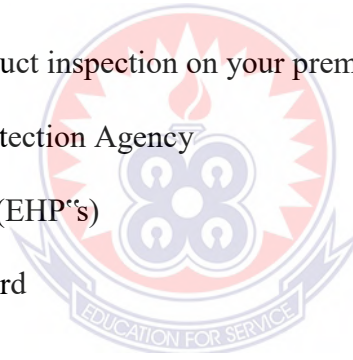 uct inspection on your prem
tection Agency
(EHP‟s)
rd
EDUCATION FOR SERVICE